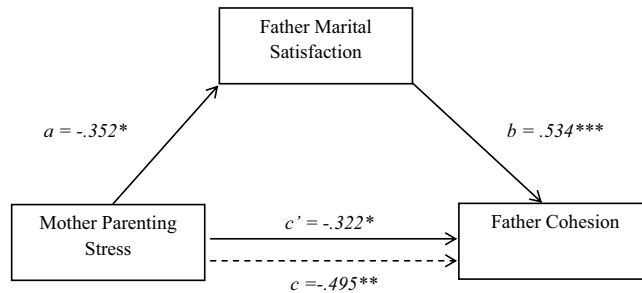 Father Marital
Satisfaction
a = -.352*
b = .534***
Mother Parenting
Stress
c’ = -.322*
Father Cohesion
c =-.495**